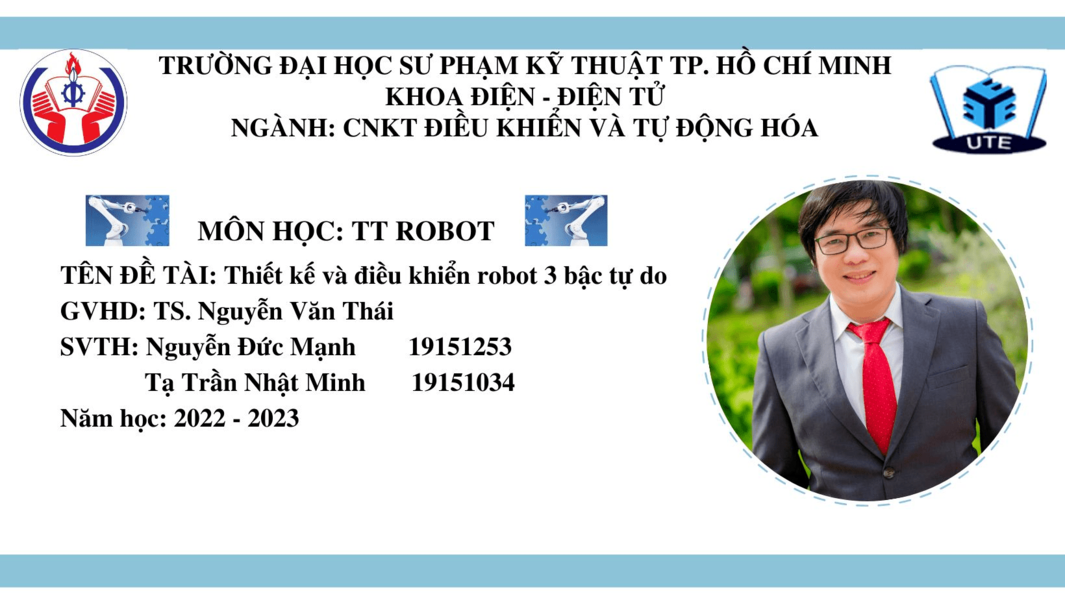 TRƯỜNG ĐẠI HỌC SƯ PHẠM KỸ THUẬT TP. HỒ CHÍ MINH
KHOA ĐIỆN - ĐIỆN TỬ
NGÀNH: CNKT ĐIỀU KHIỂN VÀ TỰ ĐỘNG HÓA
UTE
MÔN HỌC: TT ROBOT
TÊN ĐỀ TÀI: Thiết kế và điều khiển robot 3 bậc tự do
GVHD: TS. Nguyễn Văn Thái
SVTH: Nguyễn Đức Mạnh 19151253
Tạ Trần Nhật Minh 19151034
Năm học: 2022 - 2023